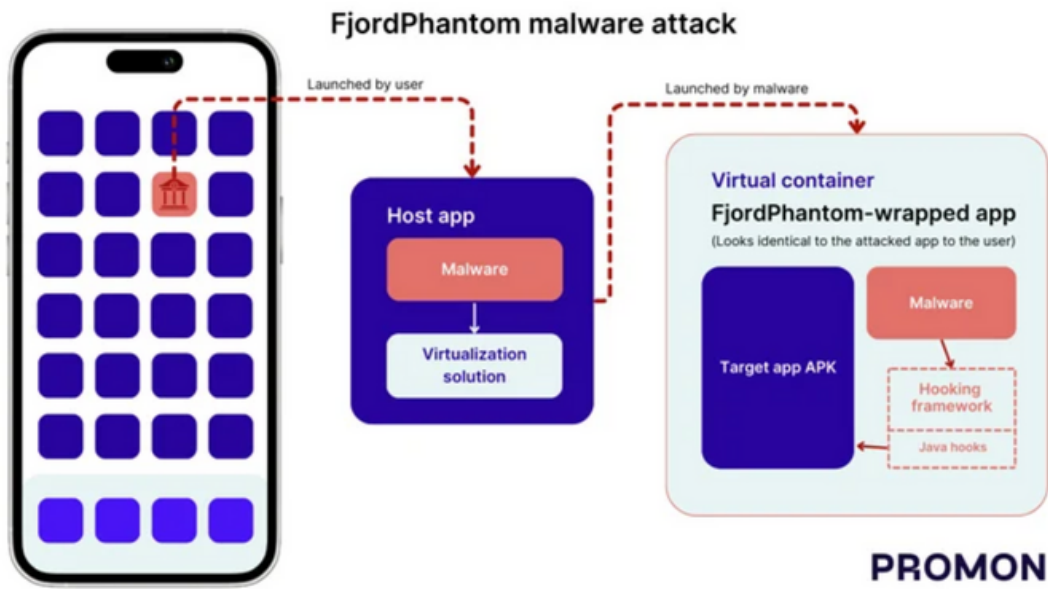 FjordPhantom malware attack
Launched by user
Launched by malware
Host app
Malware
Virtualization
solution
Virtual container
FjordPhantom-wrapped app
(Looks identical to the attacked app to the user)
Target app APK
Malware
Hooking
framework
Java hooks
PROMON